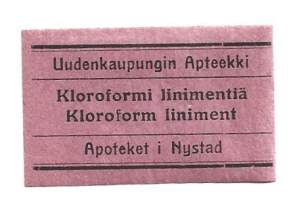 Uudenkaupungin Apteekki
Kloroformi linimentiä
Kloroform liniment
Apoteket i Nystad